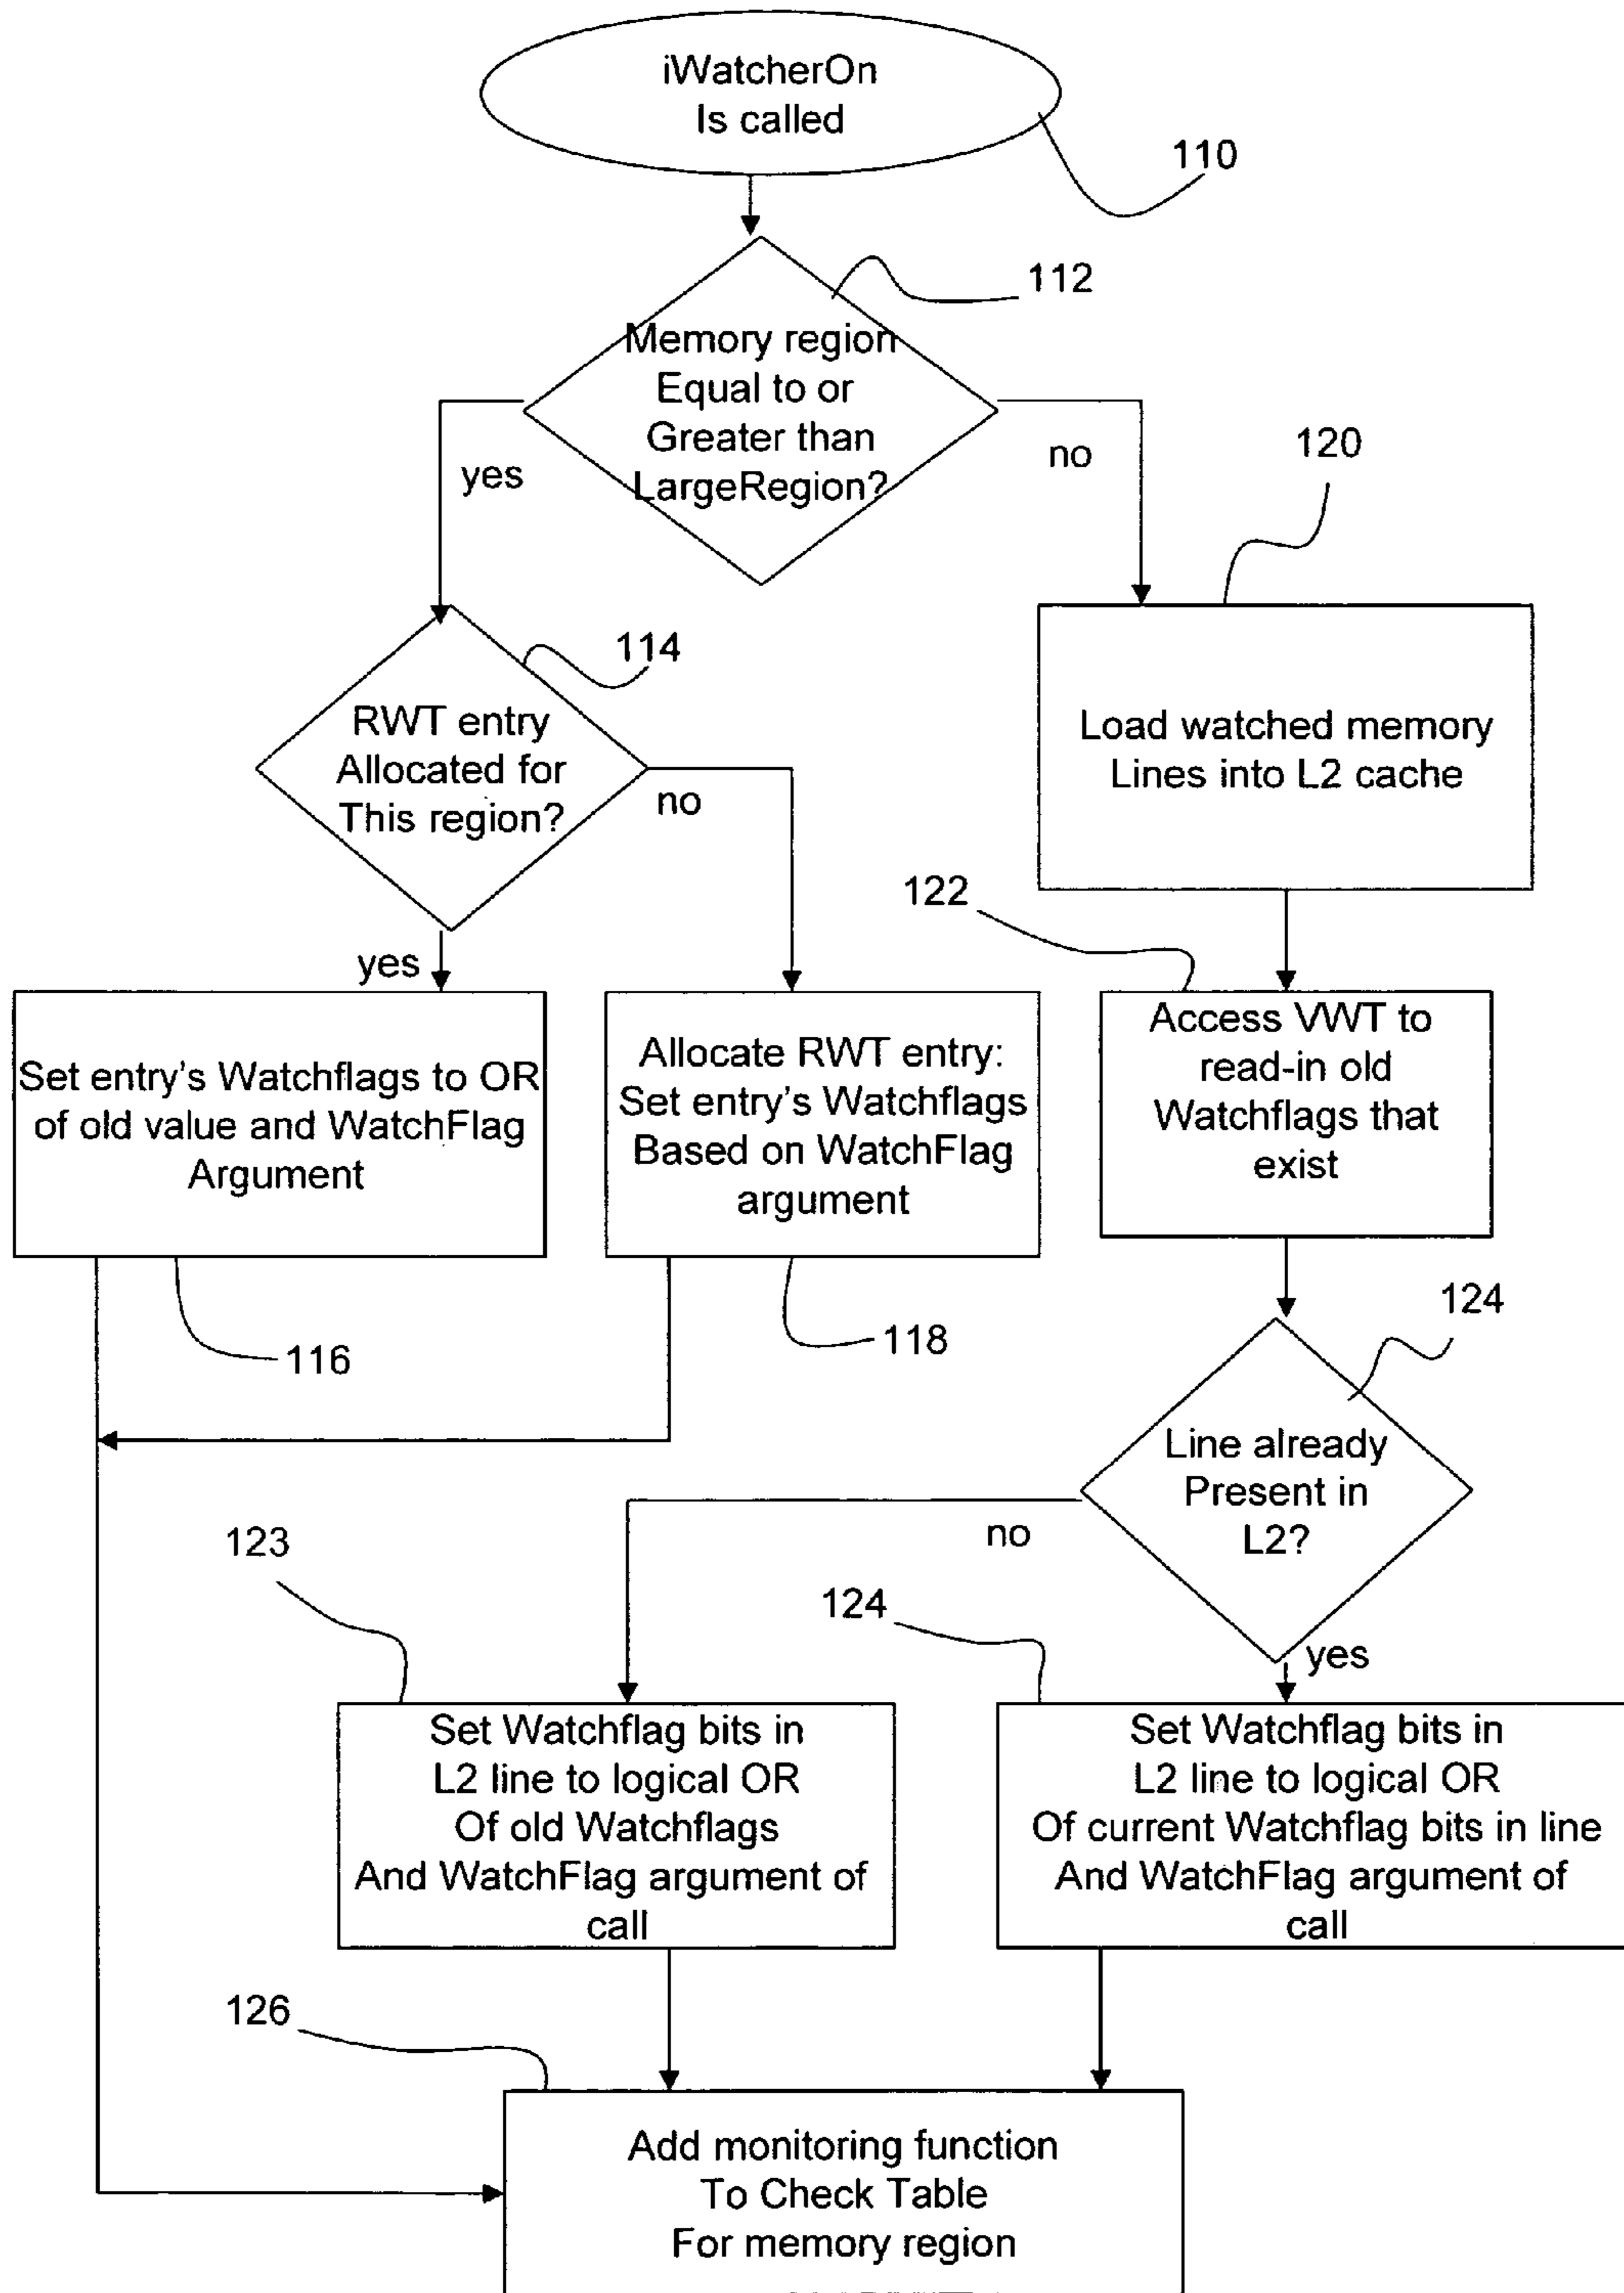 iWatcherOn
Is called
110
112
Memory region
Equal to or
Greater than
LargeRegion?
yes
no
120
114
RWT entry
Allocated for
This region?
no
yes
Load watched memory
Lines into L2 cache
122
Set entry's Watchflags to OR
of old value and WatchFlag
Argument
Allocate RWT entry:
Set entry's Watchflags
Based on WatchFlag
argument
Access VWT to
read-in old
Watchflags that
exist
116
118
124
Line already
Present in
L2?
no
yes
123
124
Set Watchflag bits in
L2 line to logical OR
Of old Watchflags
And WatchFlag argument of
call
Set Watchflag bits in
L2 line to logical OR
Of current Watchflag bits in line
And WatchFlag argument of
call
126
Add monitoring function
To Check Table
For memory region